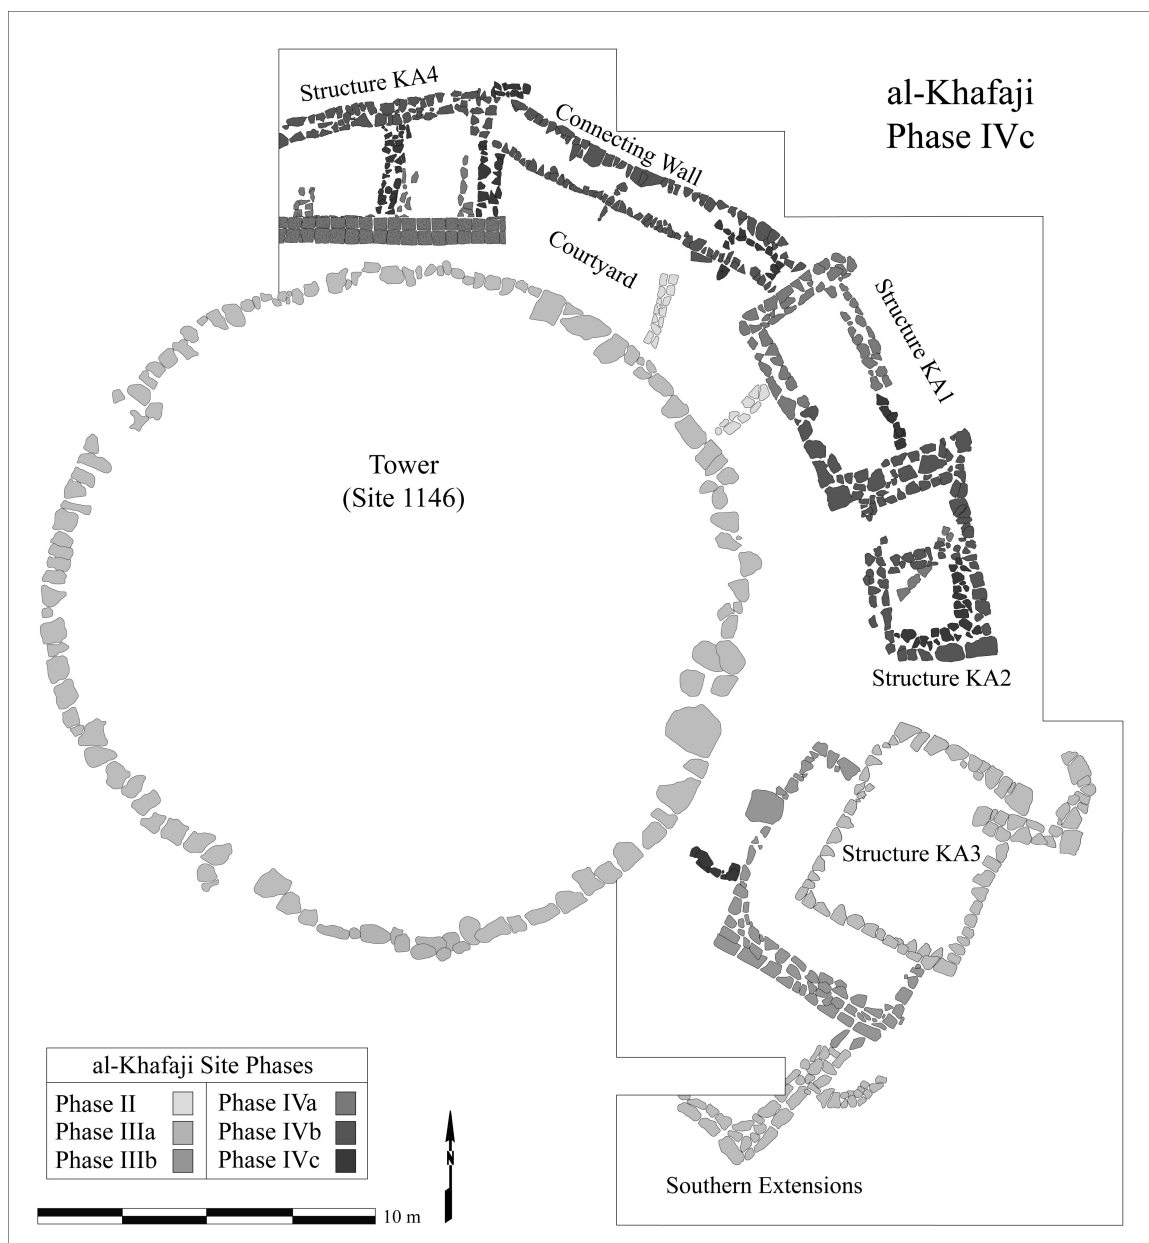 al-Khafaji
Phase IVc
Structure KA4
Connecting Wall
Courtyard
Structure KA1
Tower
(Site 1146)
Structure KA2
Structure KA3
al-Khafaji Site Phases
Phase II
Phase IVa
Phase IIIa
Phase IVb
Phase IIIb
Phase IVc
N
10 m
Southern Extensions